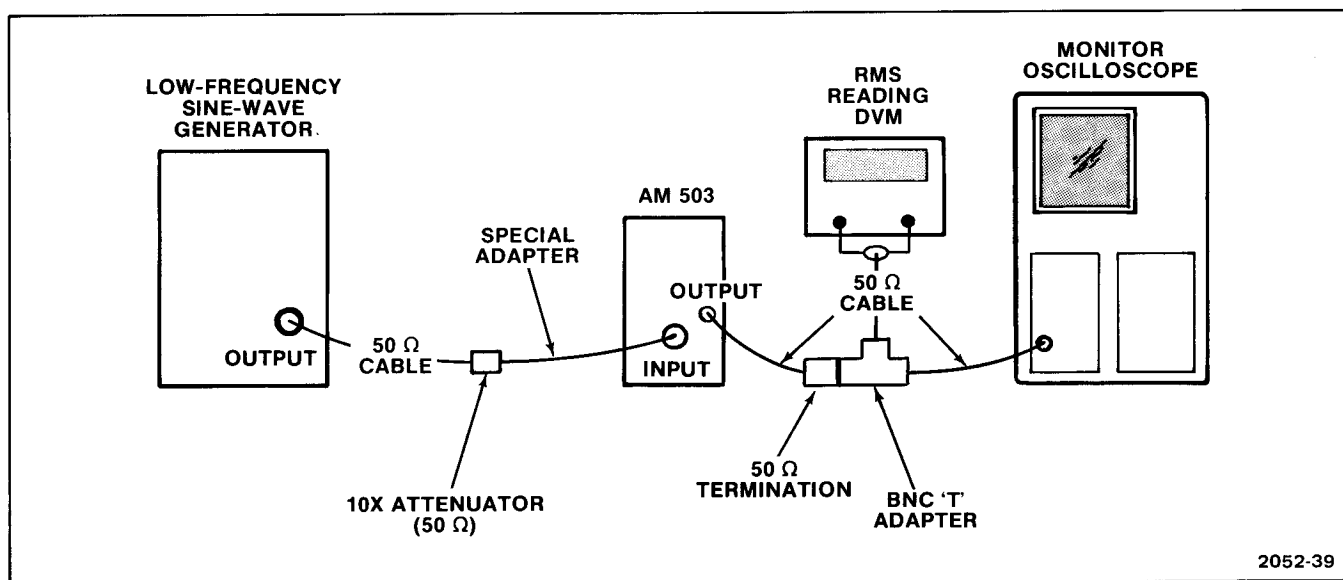 LOW-FREQUENCY
SINE-WAVE
GENERATOR
OUTPUT
50 Ω
CABLE
10X ATTENUATOR
(50 Ω)
SPECIAL
ADAPTER
AM 503
INPUT
OUTPUT
RMS
READING
DVM
50 Ω
CABLE
50 Ω
TERMINATION
BNC 'T'
ADAPTER
MONITOR
OSCILLOSCOPE
2052-39